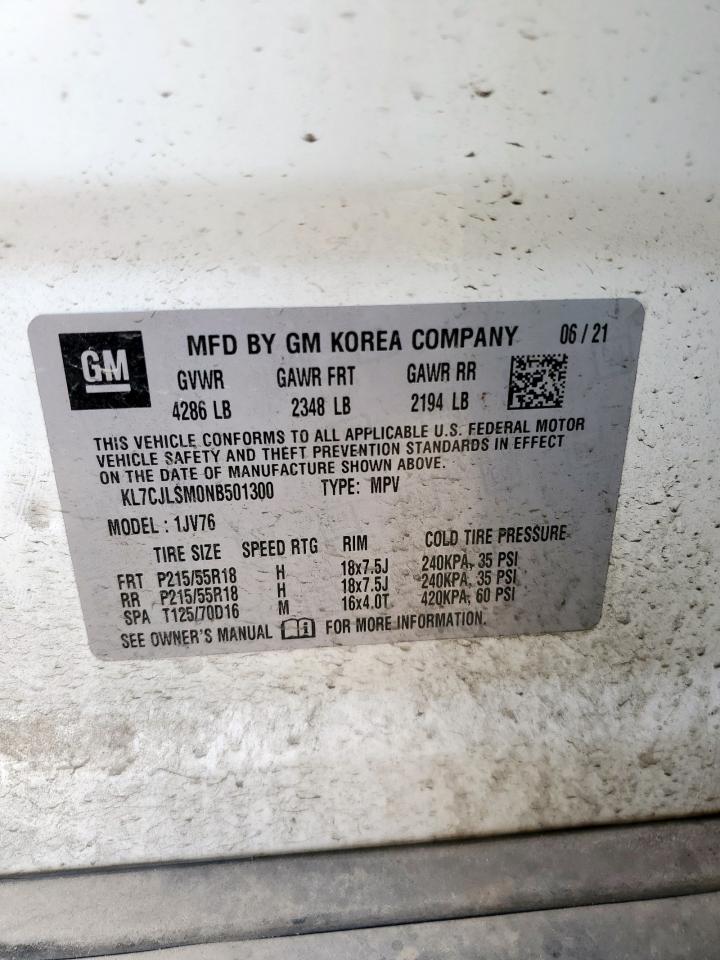 GM
MFD BY GM KOREA COMPANY 06 / 21
GVWR GAWR FRT GAWR RR
4286 LB 2348 LB 2194 LB
THIS VEHICLE CONFORMS TO ALL APPLICABLE U.S. FEDERAL MOTOR
VEHICLE SAFETY AND THEFT PREVENTION STANDARDS IN EFFECT
ON THE DATE OF MANUFACTURE SHOWN ABOVE.
KL7CJLSM0NB501300 TYPE: MPV
MODEL : 1JV76
TIRE SIZE SPEED RTG RIM COLD TIRE PRESSURE
FRT P215/55R18 H 18x7.5J 240KPA, 35 PSI
RR P215/55R18 H 18x7.5J 240KPA, 35 PSI
SPA T125/70D16 M 16x4.0T 420KPA, 60 PSI
SEE OWNER'S MANUAL i FOR MORE INFORMATION.